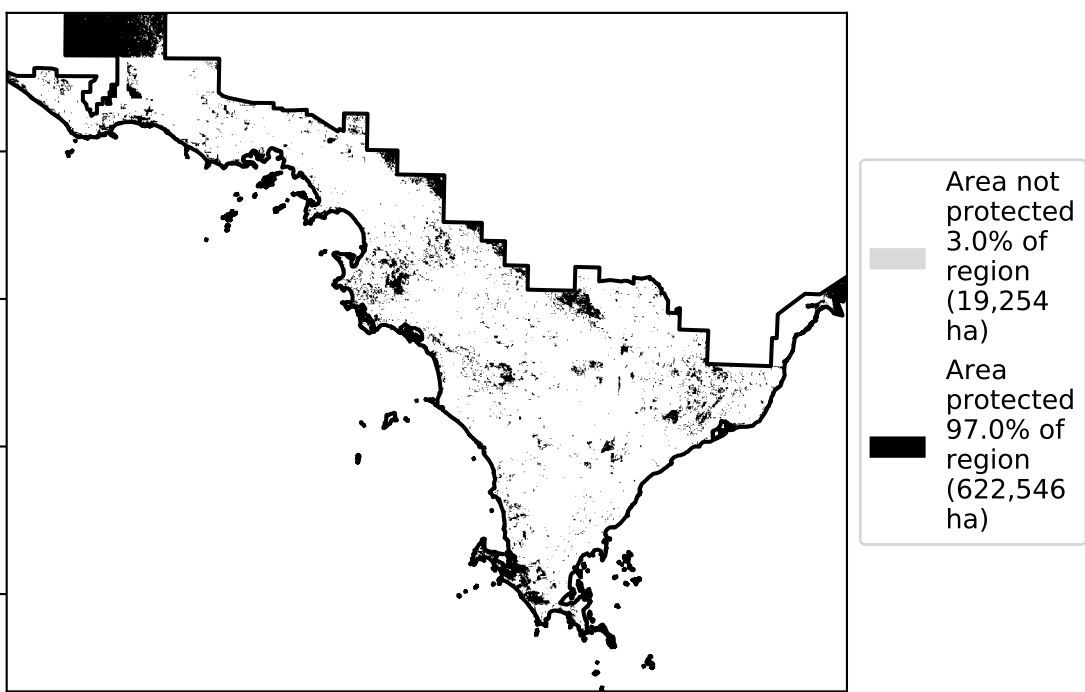 Area not
protected
3.0% of
region
(19,254
ha)
Area
protected
97.0% of
region
(622,546
ha)